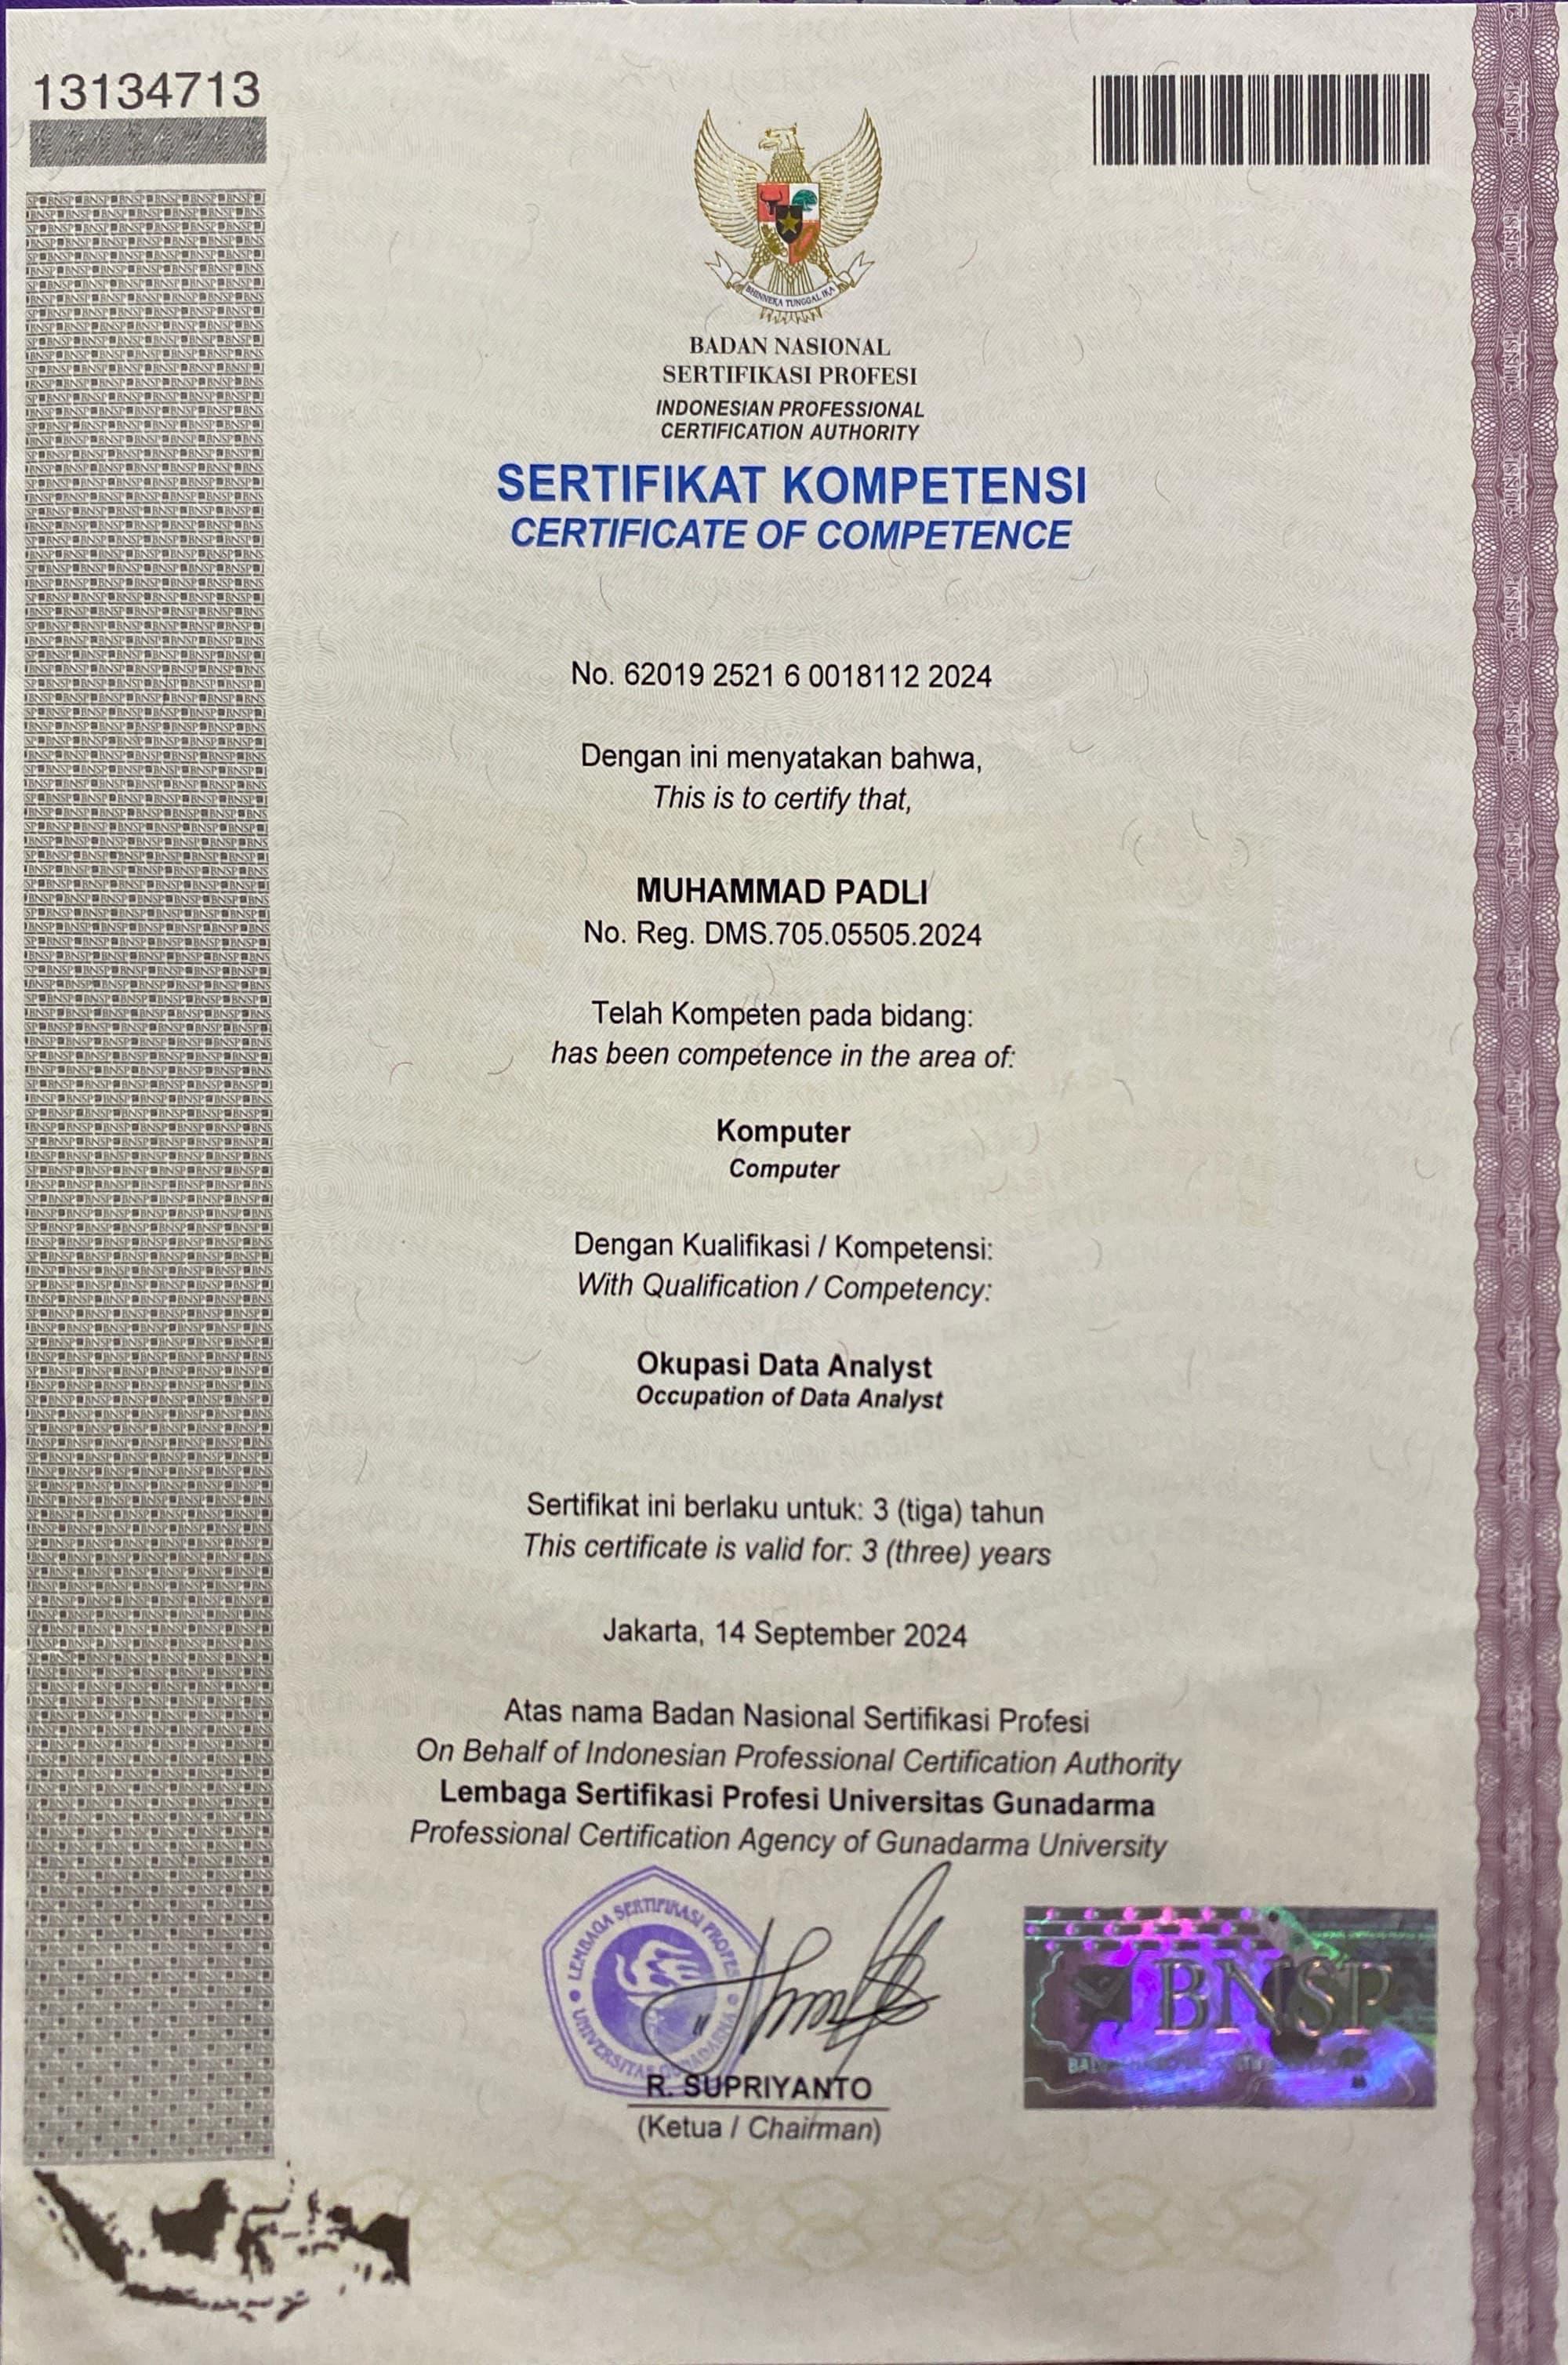 13134713
BHINNEKA TUNGGAL IKA
BADAN NASIONAL
SERTIFIKASI PROFESI
INDONESIAN PROFESSIONAL
CERTIFICATION AUTHORITY
SERTIFIKAT KOMPETENSI
CERTIFICATE OF COMPETENCE
No. 62019 2521 6 0018112 2024
Dengan ini menyatakan bahwa,
This is to certify that,
MUHAMMAD PADLI
No. Reg. DMS.705.05505.2024
Telah Kompeten pada bidang:
has been competence in the area of:
Komputer
Computer
Dengan Kualifikasi / Kompetensi:
With Qualification / Competency:
Okupasi Data Analyst
Occupation of Data Analyst
Sertifikat ini berlaku untuk: 3 (tiga) tahun
This certificate is valid for: 3 (three) years
Jakarta, 14 September 2024
Atas nama Badan Nasional Sertifikasi Profesi
On Behalf of Indonesian Professional Certification Authority
Lembaga Sertifikasi Profesi Universitas Gunadarma
Professional Certification Agency of Gunadarma University
LEMBAGA SERTIFIKASI PROFESI
UNIVERSITAS GUNADARMA
BNSP
R. SUPRIYANTO
(Ketua / Chairman)